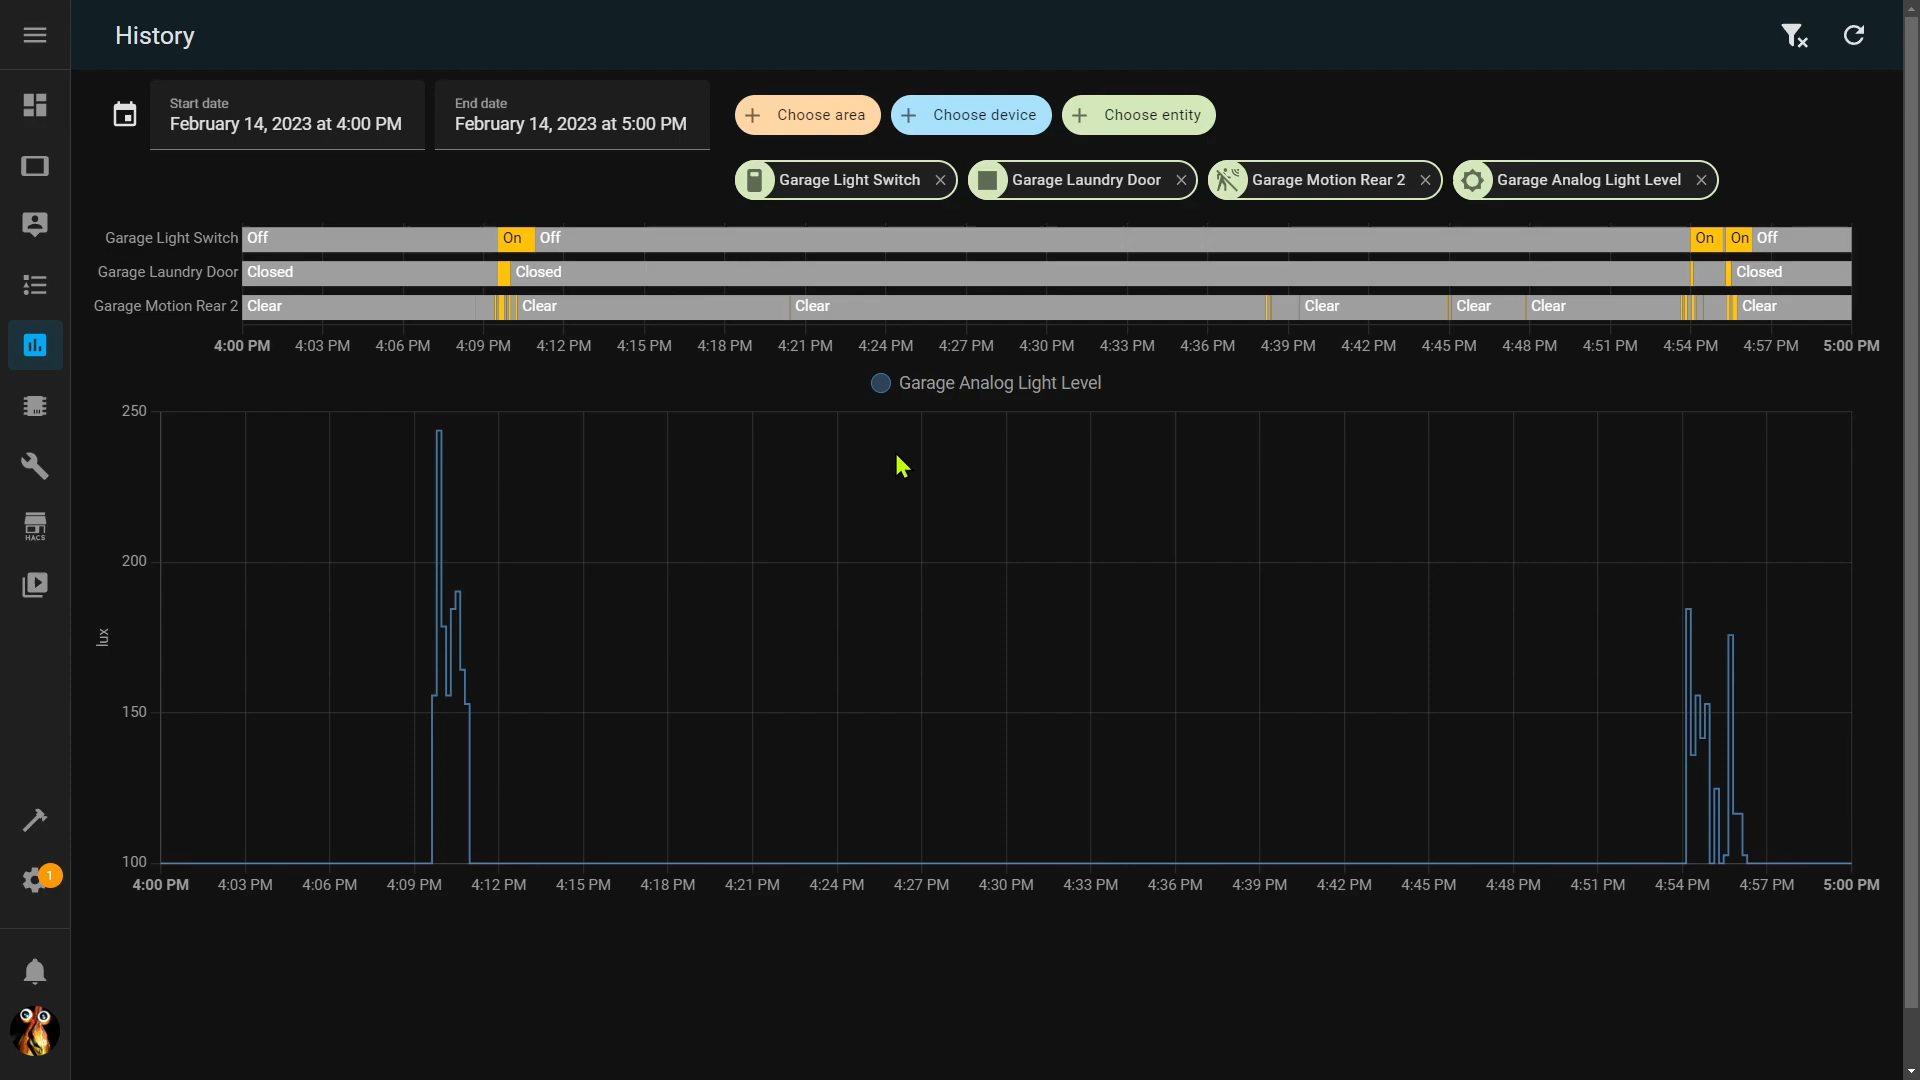 History
Start date
February 14, 2023 at 4:00 PM
End date
February 14, 2023 at 5:00 PM
Choose area
Choose device
Choose entity
Garage Light Switch
Garage Laundry Door
Garage Motion Rear 2
Garage Analog Light Level
Garage Light Switch Off On Off On On Off
Garage Laundry Door Closed Closed Closed
Garage Motion Rear 2 Clear Clear Clear Clear Clear Clear Clear
4:00 PM 4:03 PM 4:06 PM 4:09 PM 4:12 PM 4:15 PM 4:18 PM 4:21 PM 4:24 PM 4:27 PM 4:30 PM 4:33 PM 4:36 PM 4:39 PM 4:42 PM 4:45 PM 4:48 PM 4:51 PM 4:54 PM 4:57 PM 5:00 PM
Garage Analog Light Level
250
200
lux
150
100
4:00 PM 4:03 PM 4:06 PM 4:09 PM 4:12 PM 4:15 PM 4:18 PM 4:21 PM 4:24 PM 4:27 PM 4:30 PM 4:33 PM 4:36 PM 4:39 PM 4:42 PM 4:45 PM 4:48 PM 4:51 PM 4:54 PM 4:57 PM 5:00 PM
HACS
1